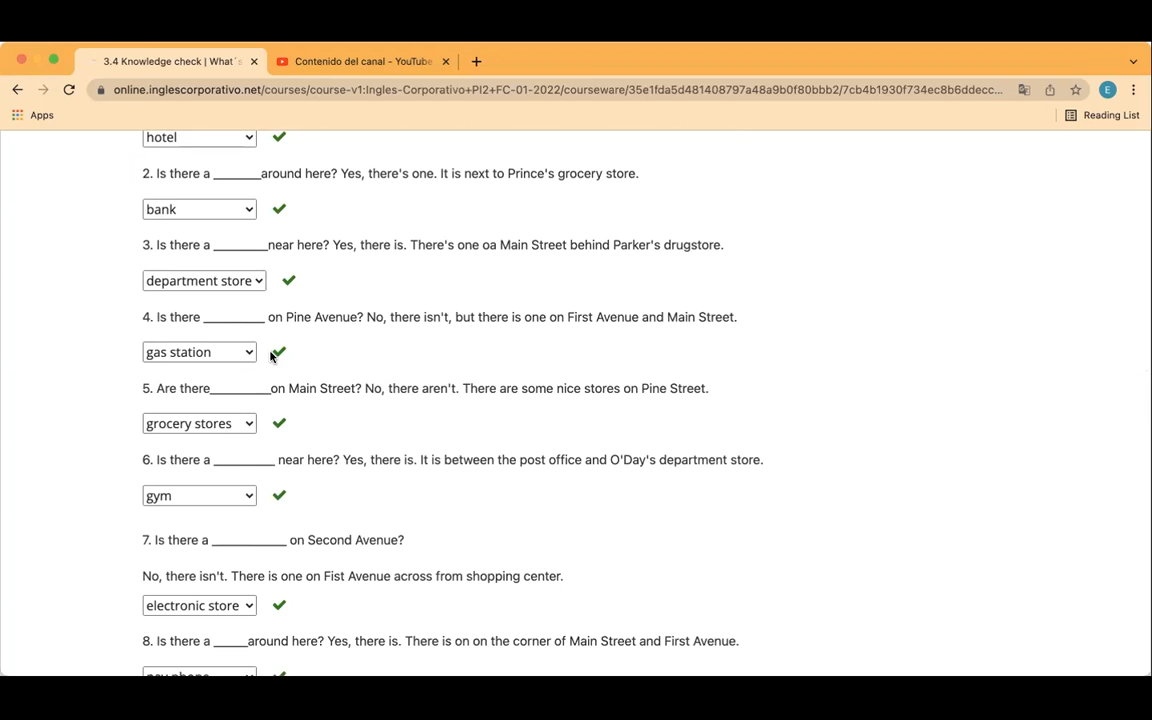 3.4 Knowledge check | What´s
Contenido del canal - YouTube
online.inglescorporativo.net/courses/course-v1:Ingles-Corporativo+PI2+FC-01-2022/courseware/35e1fda5d481408797a48a9b0f80bbb2/7cb4b1930f734ec8b6ddecc...
E
Apps
Reading List
hotel
2. Is there a _______around here? Yes, there's one. It is next to Prince's grocery store.
bank
3. Is there a ________near here? Yes, there is. There's one oa Main Street behind Parker's drugstore.
department store
4. Is there _________ on Pine Avenue? No, there isn't, but there is one on First Avenue and Main Street.
gas station
5. Are there_________on Main Street? No, there aren't. There are some nice stores on Pine Street.
grocery stores
6. Is there a _________ near here? Yes, there is. It is between the post office and O'Day's department store.
gym
7. Is there a ___________ on Second Avenue?
No, there isn't. There is one on Fist Avenue across from shopping center.
electronic store
8. Is there a _____around here? Yes, there is. There is on on the corner of Main Street and First Avenue.
pay phone